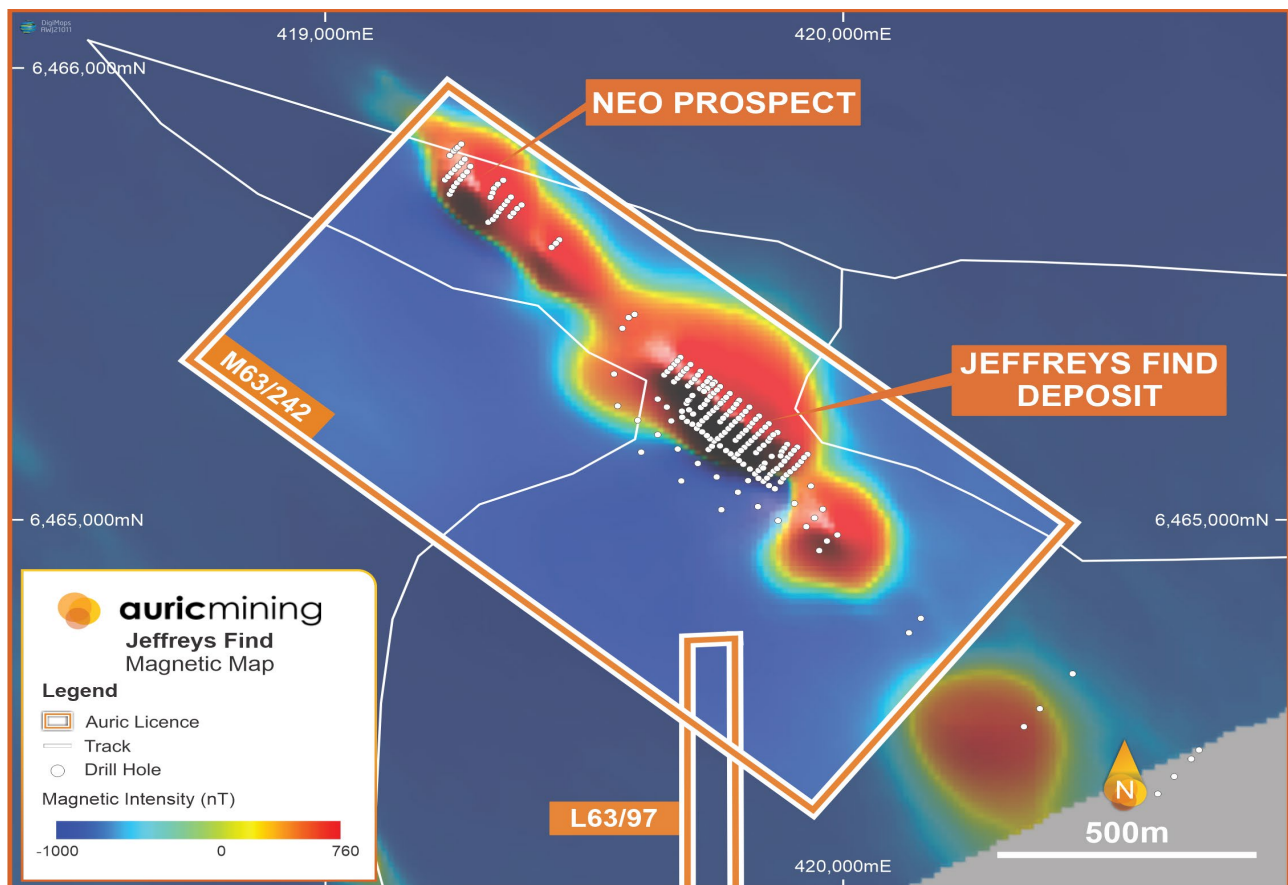 DigiMaps
RWJ21011
419,000mE
420,000mE
6,466,000mN
NEO PROSPECT
JEFFREYS FIND
DEPOSIT
M63/242
6,465,000mN
6,465,000mN
auricmining
Jeffreys Find
Magnetic Map
Legend
Auric Licence
Track
Drill Hole
Magnetic Intensity (nT)
-1000 0 760
L63/97
N
500m
420,000mE